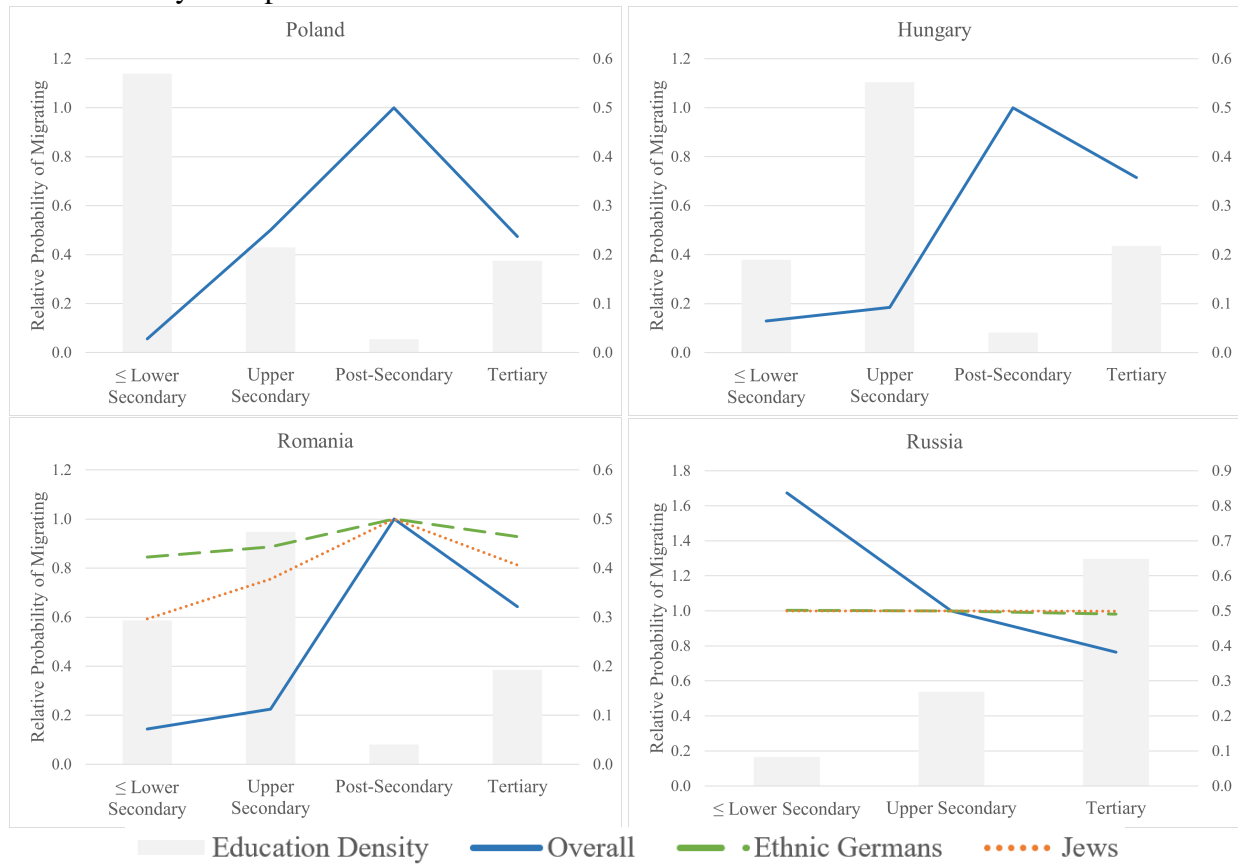 Poland
Relative Probability of Migrating
1.2
1.0
0.8
0.6
0.4
0.2
0.0
0.6
0.5
0.4
0.3
0.2
0.1
0.0
≤ Lower
Secondary
Upper
Secondary
Post-Secondary
Tertiary
Hungary
Relative Probability of Migrating
1.2
1.0
0.8
0.6
0.4
0.2
0.0
0.6
0.5
0.4
0.3
0.2
0.1
0.0
≤ Lower
Secondary
Upper
Secondary
Post-Secondary
Tertiary
Romania
Relative Probability of Migrating
1.2
1.0
0.8
0.6
0.4
0.2
0.0
0.6
0.5
0.4
0.3
0.2
0.1
0.0
≤ Lower
Secondary
Upper
Secondary
Post-Secondary
Tertiary
Russia
Relative Probability of Migrating
1.8
1.6
1.4
1.2
1.0
0.8
0.6
0.4
0.2
0.0
0.9
0.8
0.7
0.6
0.5
0.4
0.3
0.2
0.1
0.0
≤ Lower Secondary
Upper Secondary
Tertiary
Education Density
Overall
Ethnic Germans
Jews